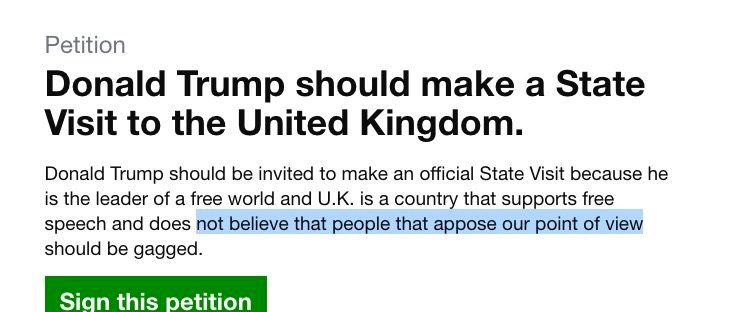 Petition
Donald Trump should make a State
Visit to the United Kingdom.
Donald Trump should be invited to make an official State Visit because he
is the leader of a free world and U.K. is a country that supports free
speech and does not believe that people that appose our point of view
should be gagged.
Sign this petition